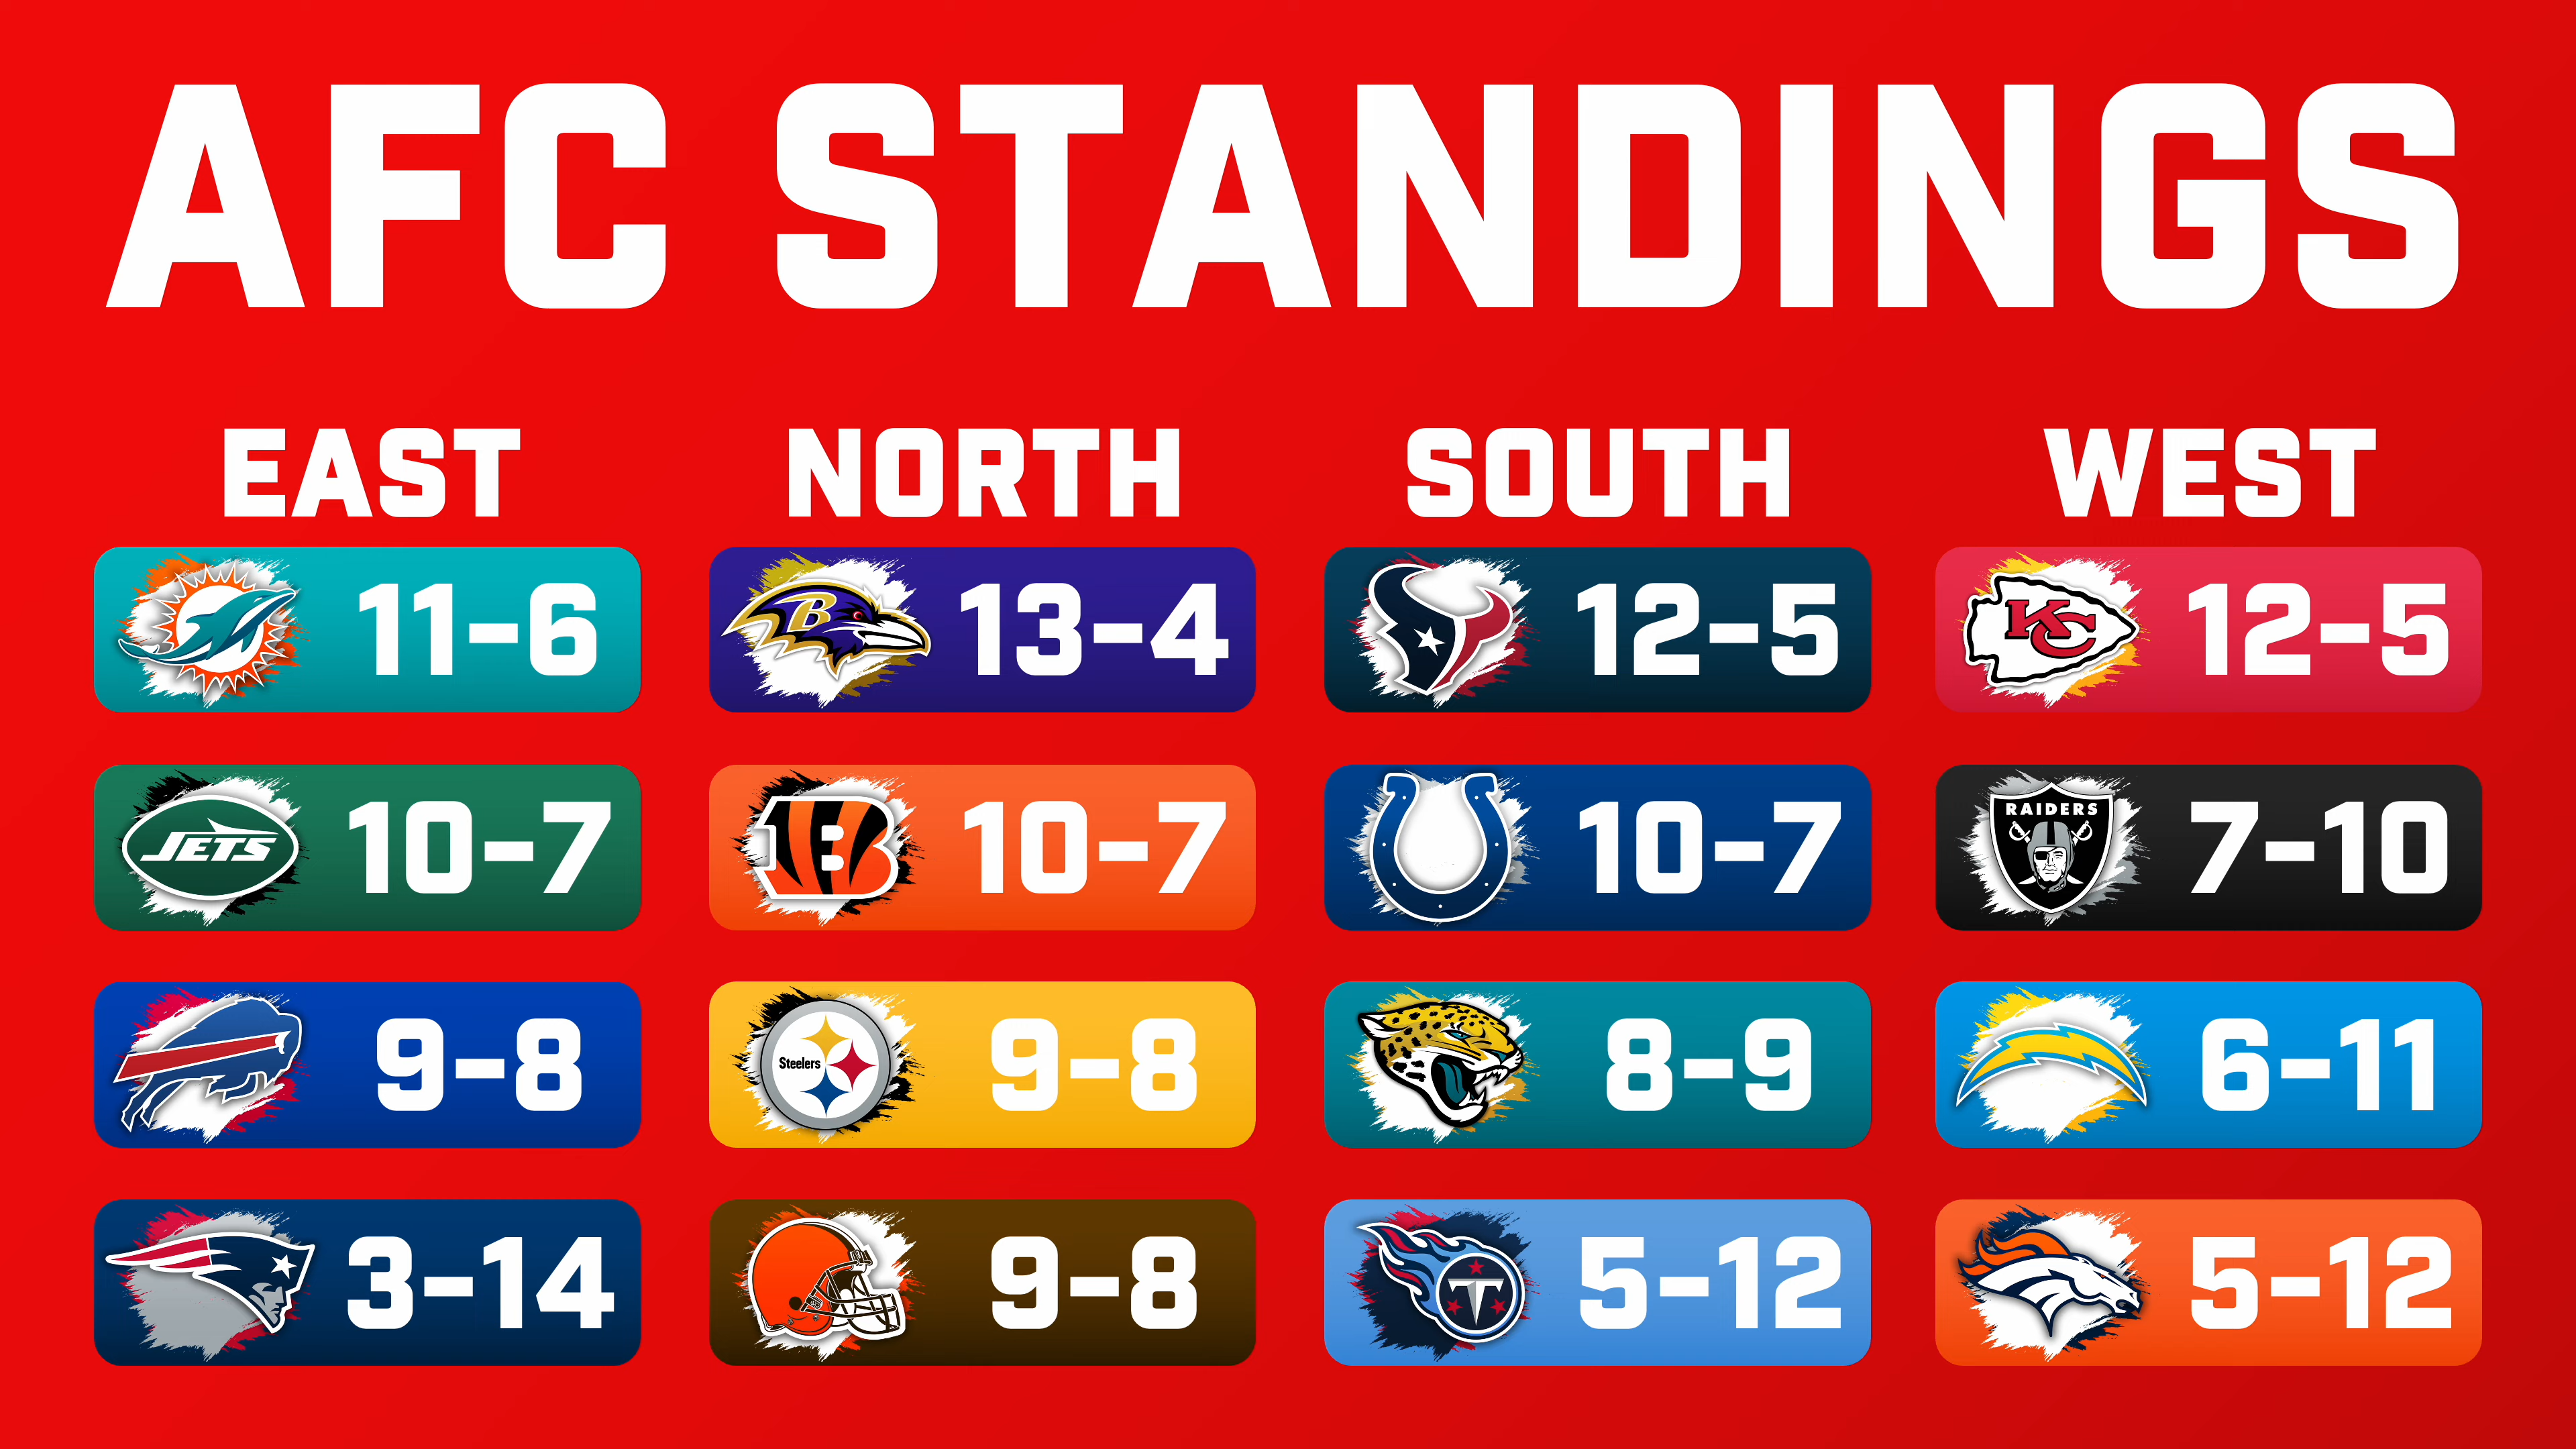 AFC STANDINGS
EAST NORTH SOUTH WEST
11-6 B 13-4 12-5 KC 12-5
JETS 10-7 B 10-7 10-7 RAIDERS 7-10
9-8 Steelers 9-8 8-9 6-11
3-14 9-8 T 5-12 5-12